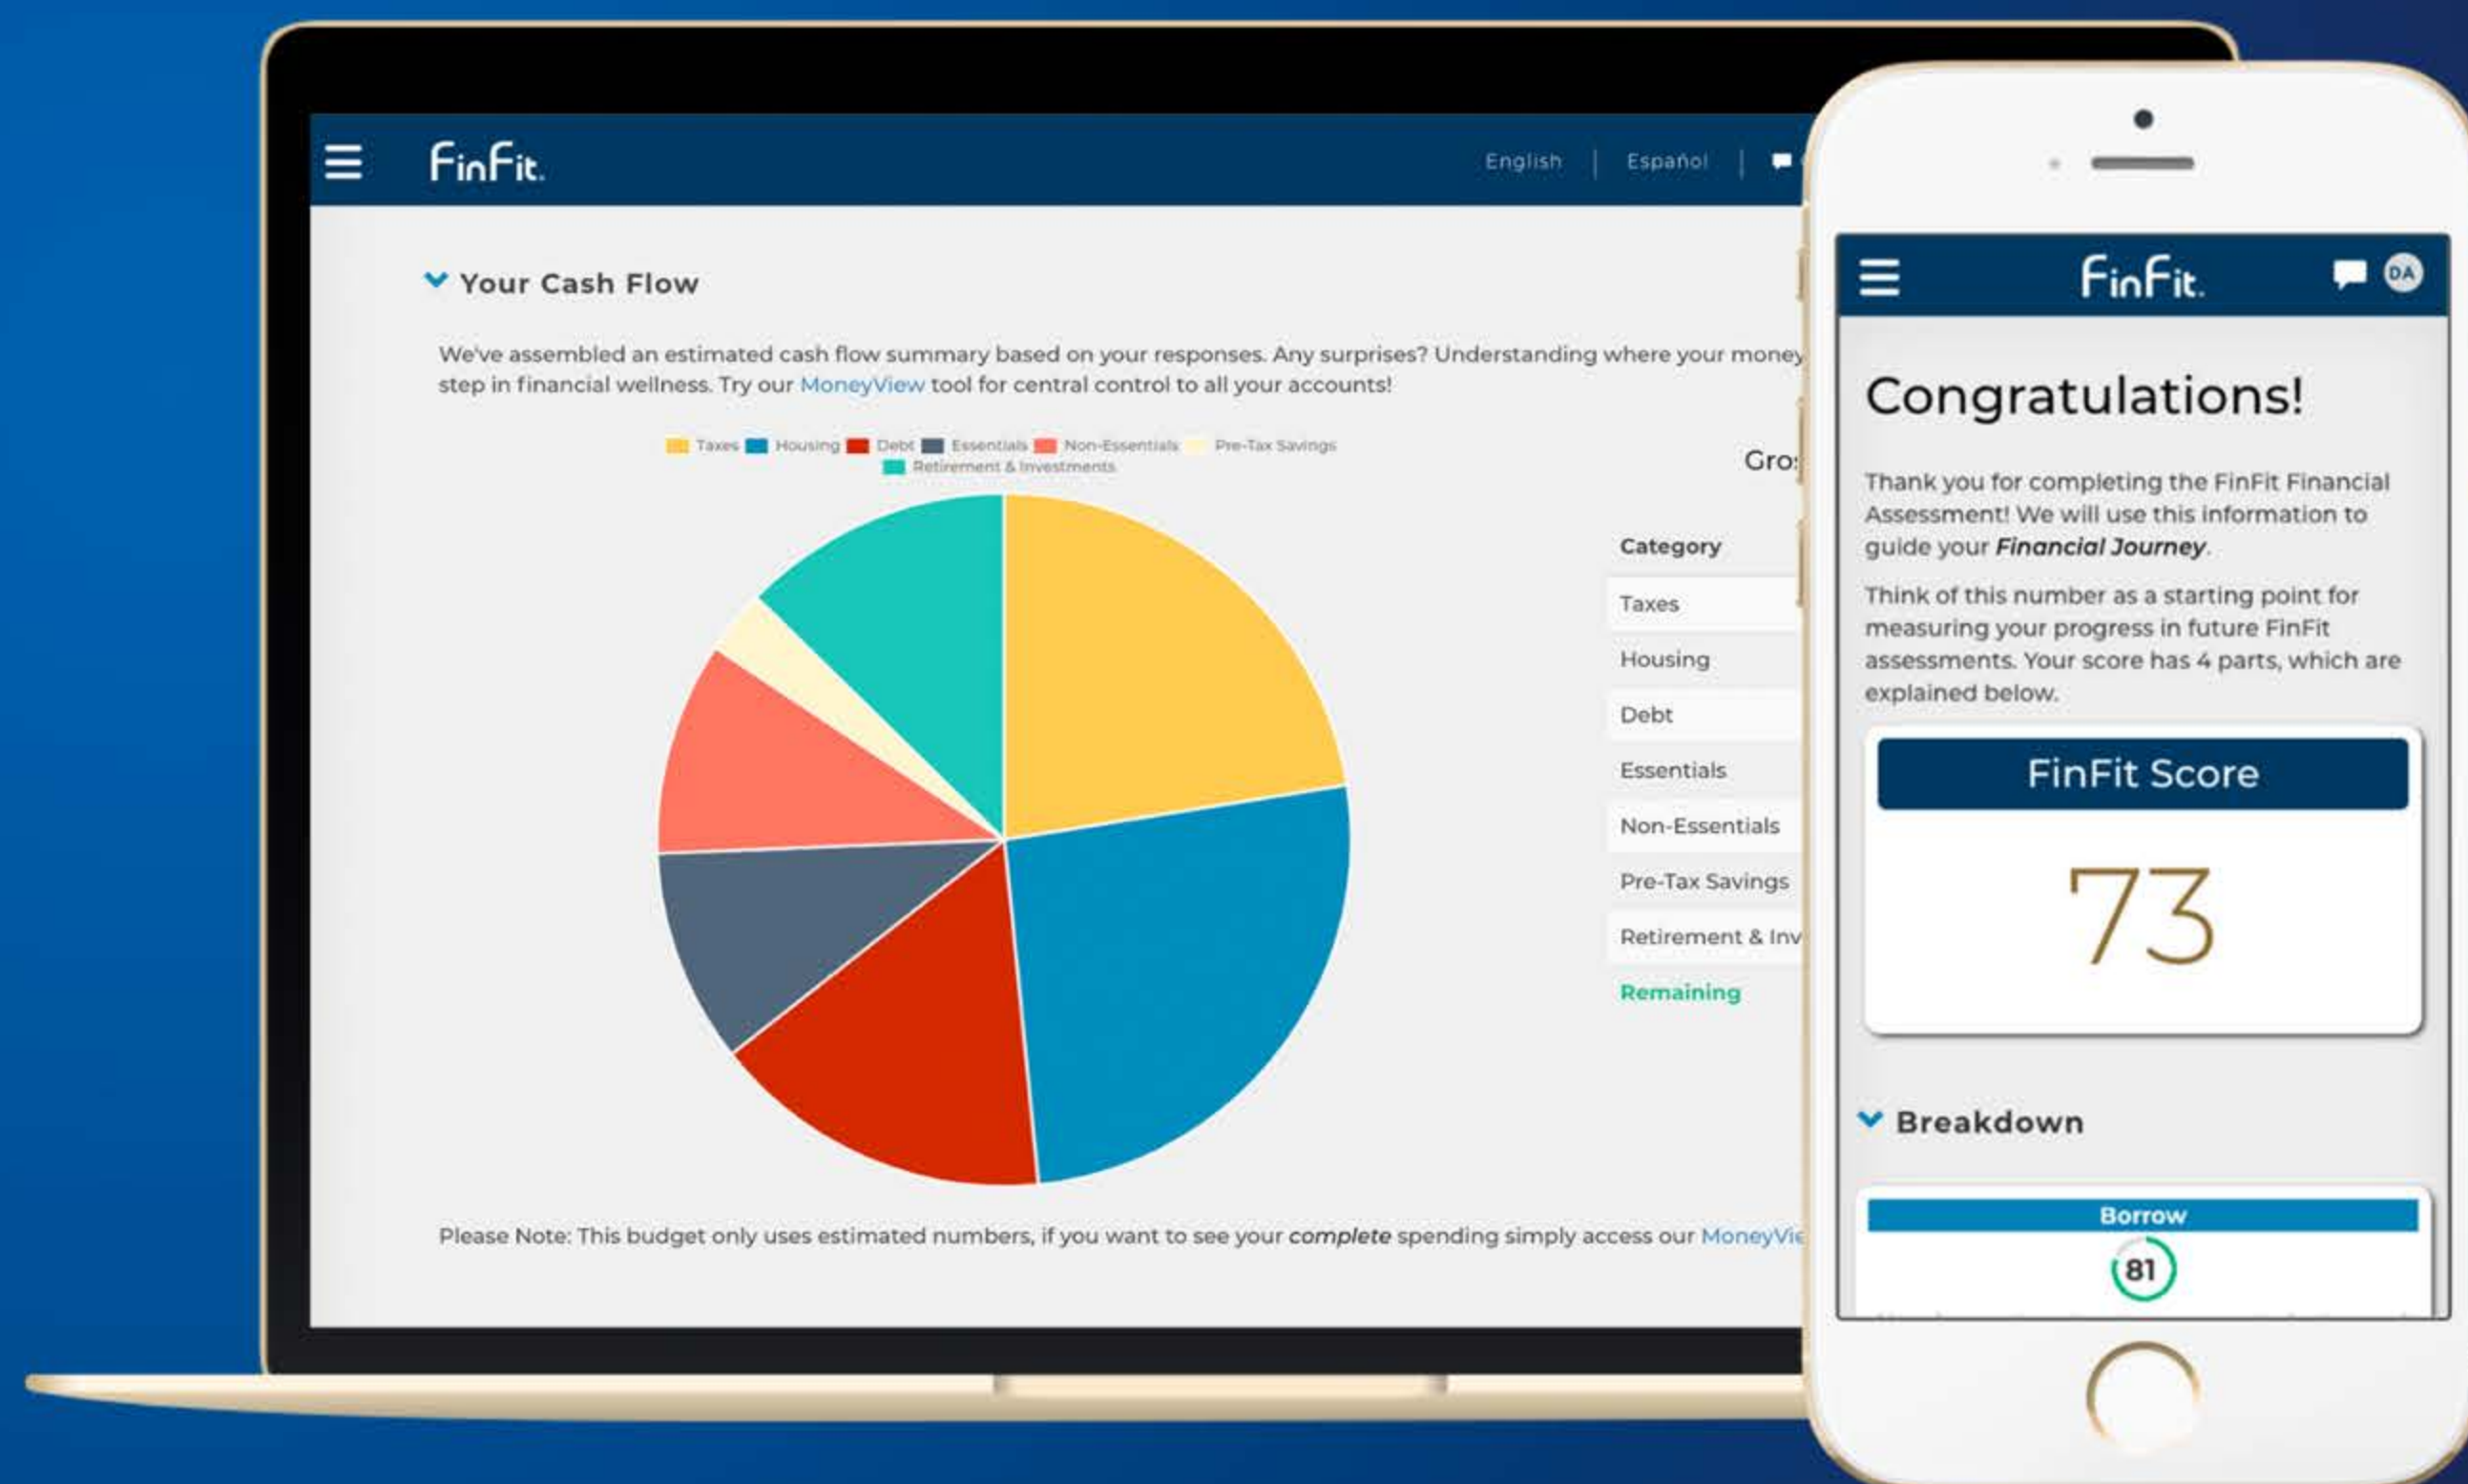 FinFit.
English | Español |
Your Cash Flow
We've assembled an estimated cash flow summary based on your responses. Any surprises? Understanding where your money
step in financial wellness. Try our MoneyView tool for central control to all your accounts!
Taxes Housing Debt Essentials Non-Essentials Pre-Tax Savings
Retirement & Investments
Category
Taxes
Housing
Debt
Essentials
Non-Essentials
Pre-Tax Savings
Retirement &
Remaining
Please Note: This budget only uses estimated numbers, if you want to see your complete spending simply access our
FinFit.
DA
Congratulations!
Thank you for completing the FinFit Financial
Assessment! We will use this information to
guide your Financial Journey.
Think of this number as a starting point for
measuring your progress in future FinFit
assessments. Your score has 4 parts, which are
explained below.
FinFit Score
73
Breakdown
Borrow
81